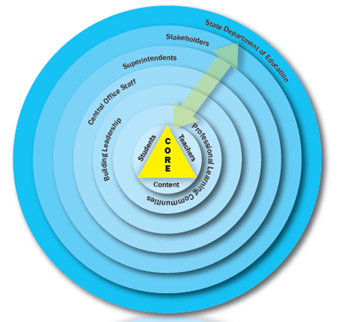 State Department of Education
Stakeholders
Superintendents
Central Office Staff
Building Leadership
Professional Learning Communities
Students
Teachers
CORE
Content